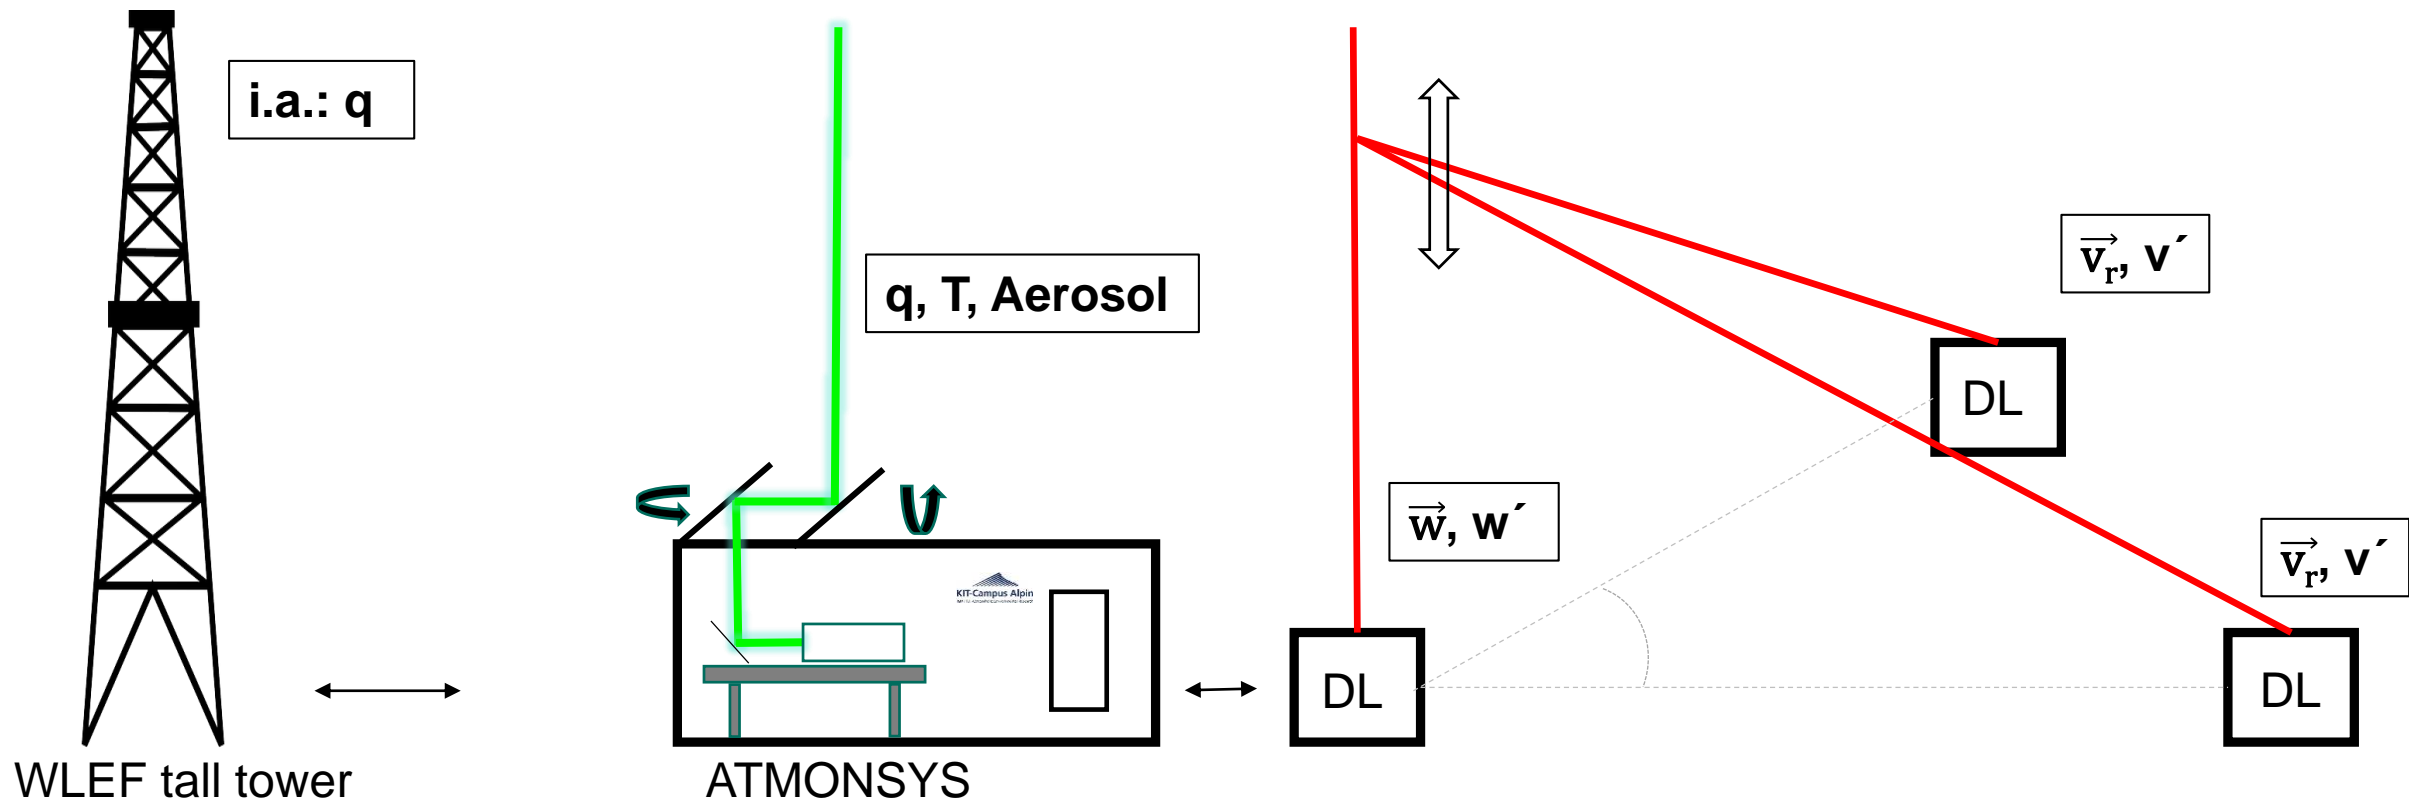 i.a.: q
q, T, Aerosol
v⃗ᵣ, v´
w⃗, w´
v⃗ᵣ, v´
DL
DL
DL
KIT-Campus Alpin
WLEF tall tower
ATMONSYS